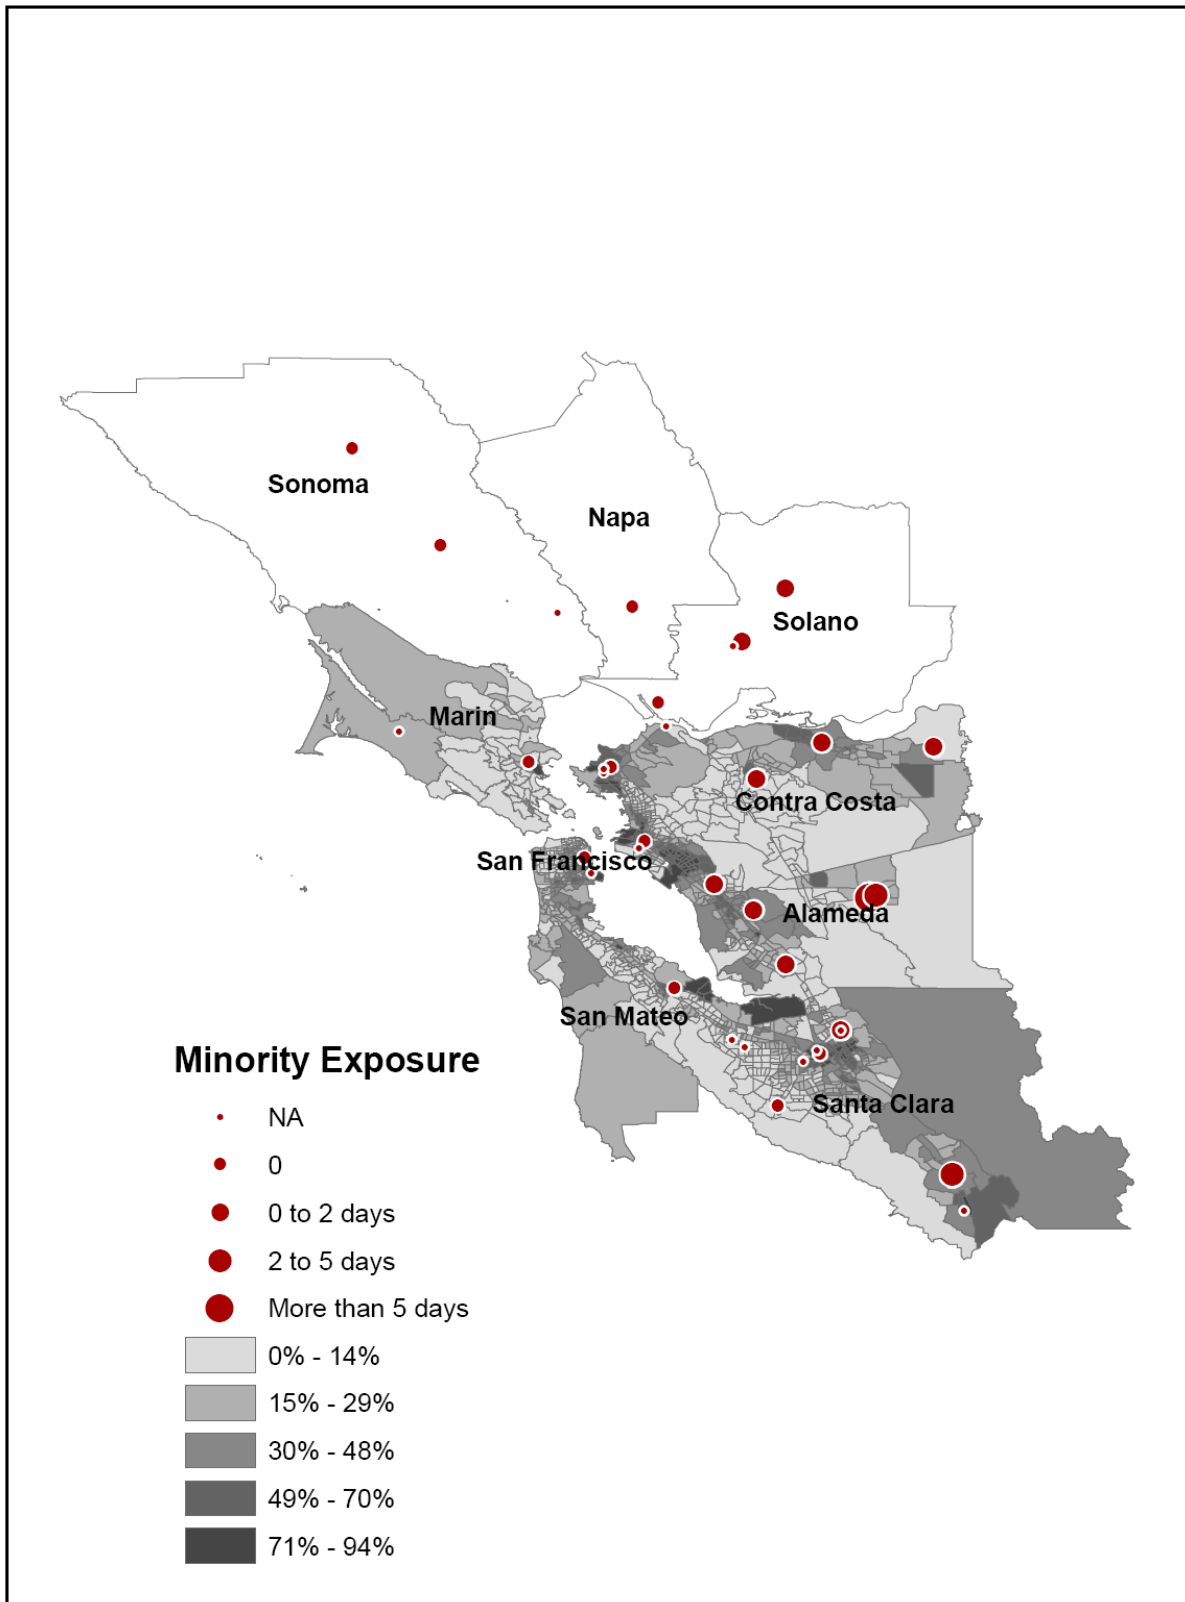 Sonoma
Napa
Solano
Marin
Contra Costa
San Francisco
Alameda
San Mateo
Santa Clara
Minority Exposure
NA
0
0 to 2 days
2 to 5 days
More than 5 days
0% - 14%
15% - 29%
30% - 48%
49% - 70%
71% - 94%